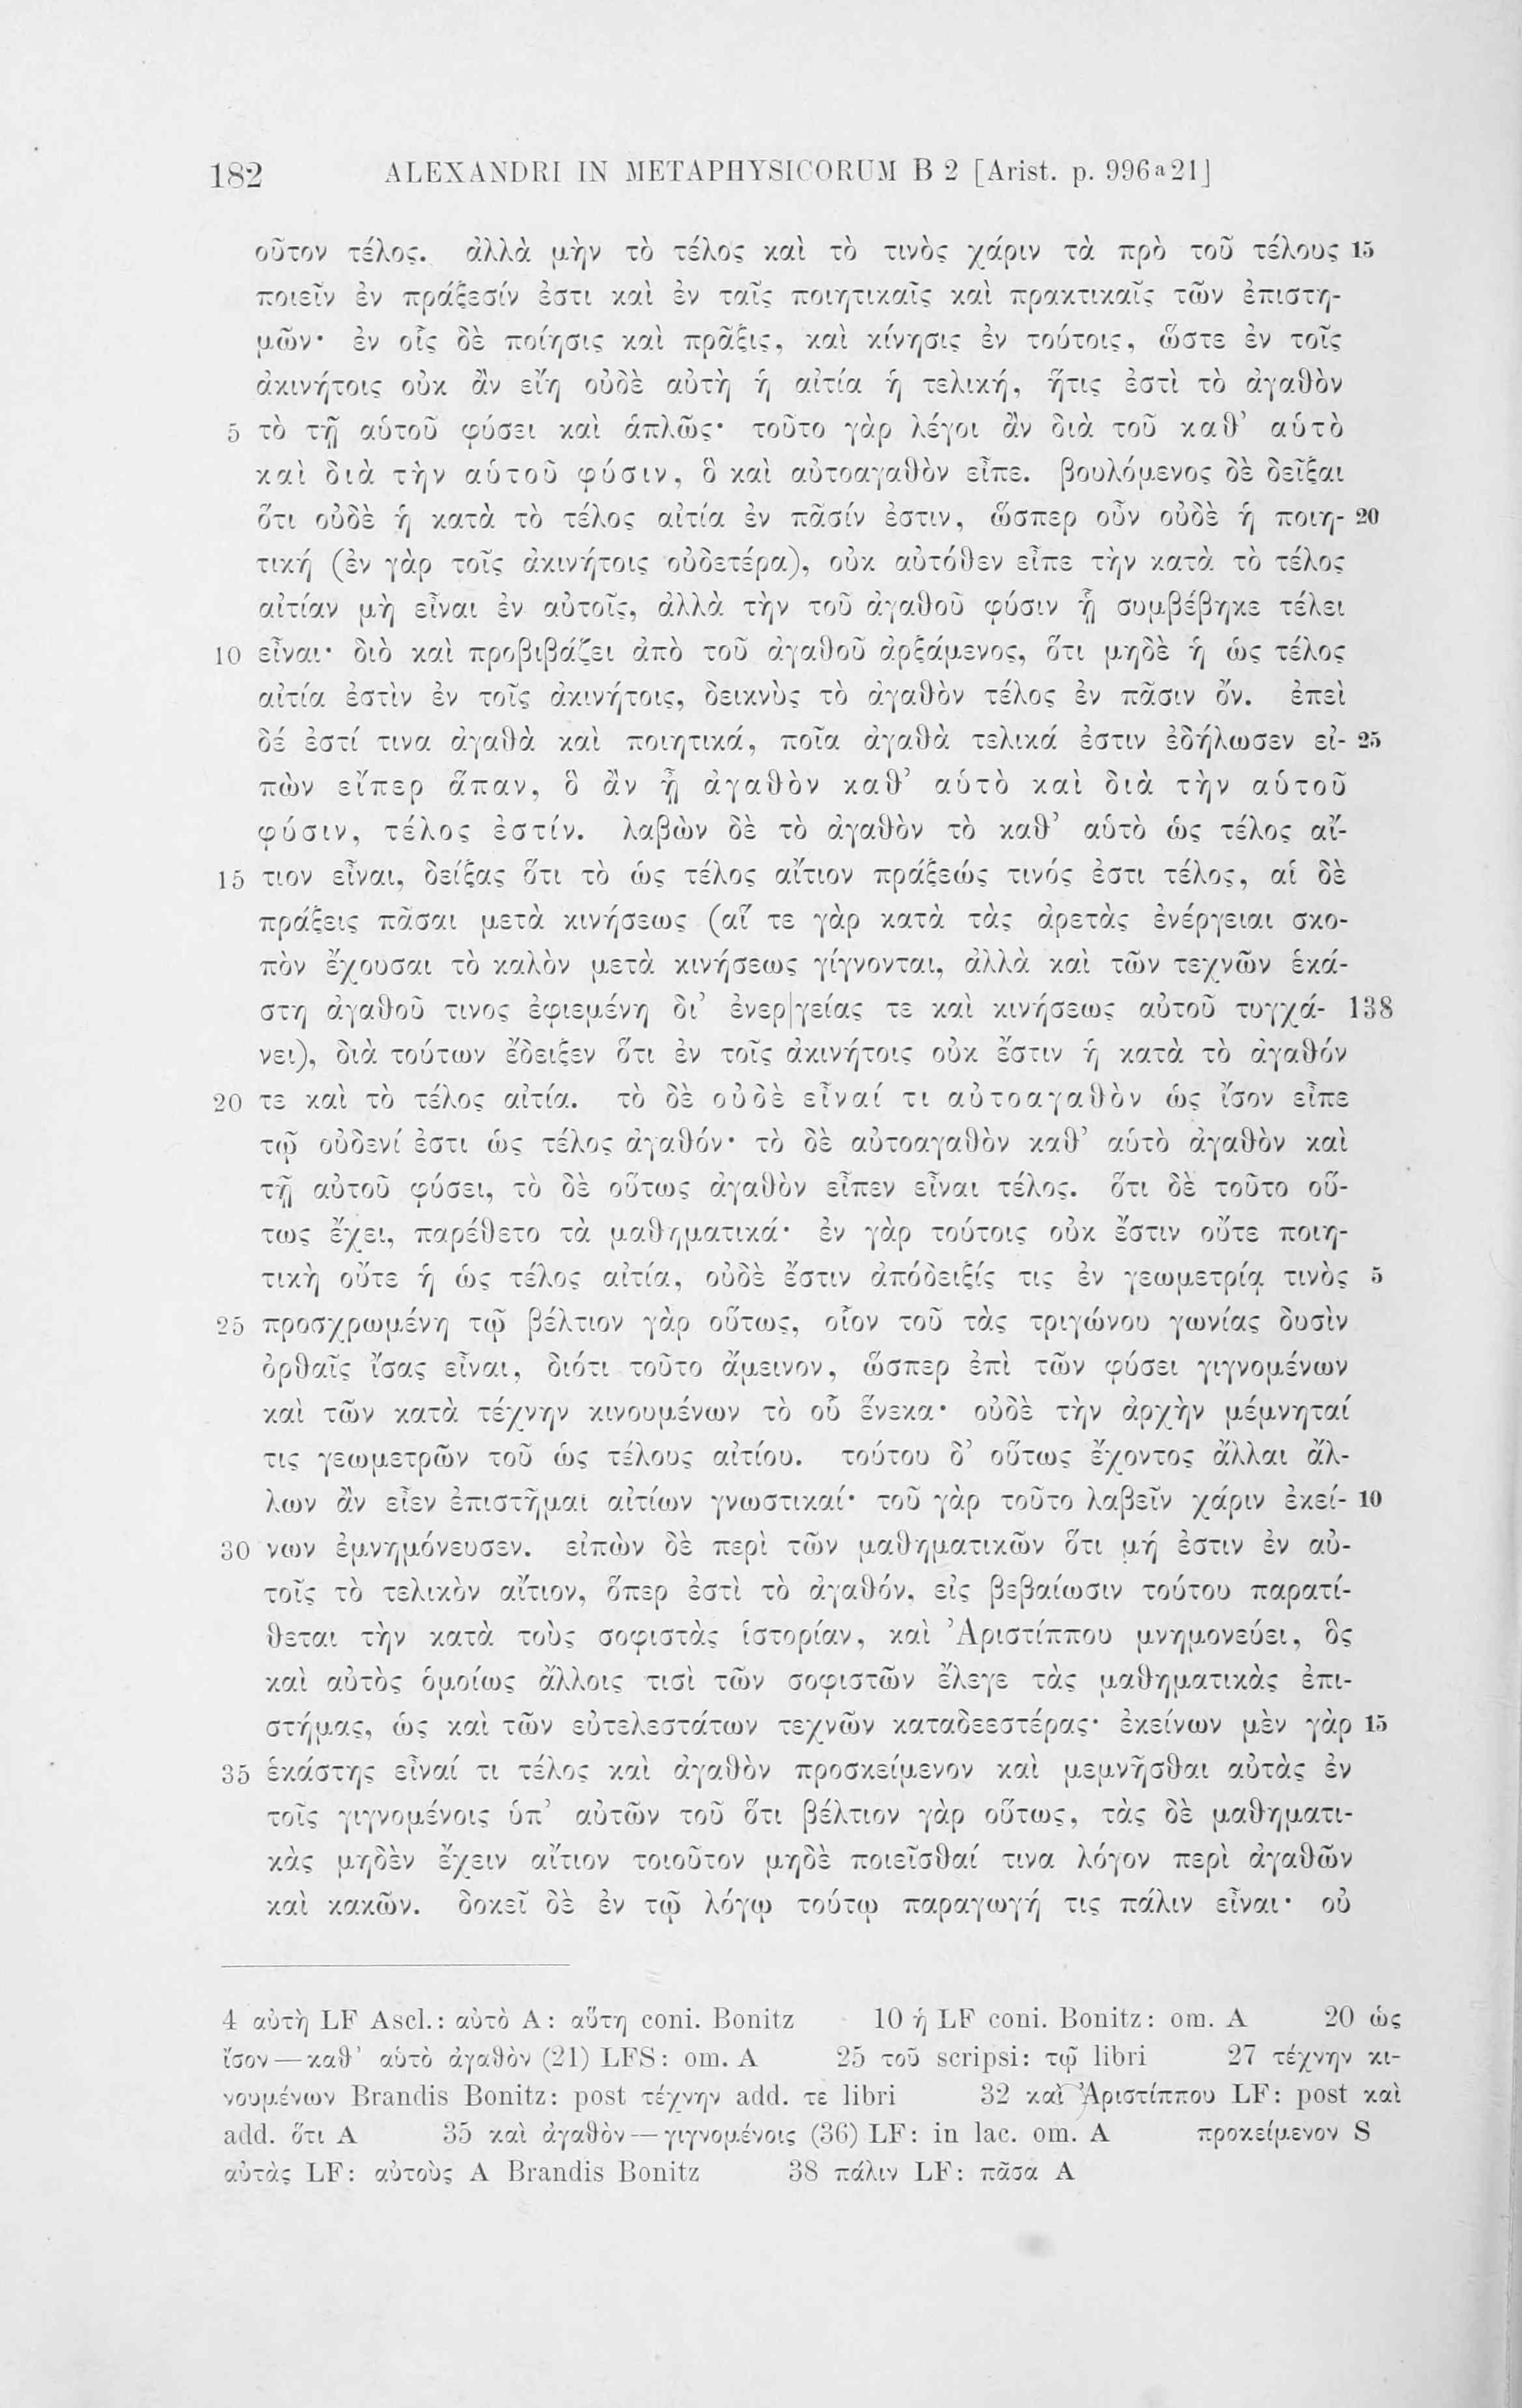 182 ALEXANDRI IN METAPHYSICORUM B 2 [Arist. p. 996a21]
οῦτον τέλος. ἀλλὰ μὴν τὸ τέλος καὶ τὸ τινὸς χάριν τὰ πρὸ τοῦ τέλους 15
ποιεῖν ἐν πράξεσίν ἐστι καὶ ἐν ταῖς ποιητικαῖς καὶ πρακτικαῖς τῶν ἐπιστη-
μῶν· ἐν οἷς δὲ ποίησις καὶ πρᾶξις, καὶ κίνησις ἐν τούτοις, ὥστε ἐν τοῖς
ἀκινήτοις οὐκ ἂν εἴη οὐδὲ αὐτὴ ἡ αἰτία ἡ τελική, ἥτις ἐστὶ τὸ ἀγαθὸν
5 τὸ τῇ αὑτοῦ φύσει καὶ ἁπλῶς· τοῦτο γὰρ λέγοι ἂν διὰ τοῦ καθ’ αὑτὸ
καὶ διὰ τὴν αὑτοῦ φύσιν, ὃ καὶ αὐτοαγαθὸν εἶπε. βουλόμενος δὲ δεῖξαι
ὅτι οὐδὲ ἡ κατὰ τὸ τέλος αἰτία ἐν πᾶσίν ἐστιν, ὥσπερ οὖν οὐδὲ ἡ ποιη- 20
τική (ἐν γὰρ τοῖς ἀκινήτοις οὐδετέρα), οὐκ αὐτόθεν εἶπε τὴν κατὰ τὸ τέλος
αἰτίαν μὴ εἶναι ἐν αὐτοῖς, ἀλλὰ τὴν τοῦ ἀγαθοῦ φύσιν ᾗ συμβέβηκε τέλει
10 εἶναι· διὸ καὶ προβιβάζει ἀπὸ τοῦ ἀγαθοῦ ἀρξάμενος, ὅτι μηδὲ ἡ ὡς τέλος
αἰτία ἐστὶν ἐν τοῖς ἀκινήτοις, δεικνὺς τὸ ἀγαθὸν τέλος ἐν πᾶσιν ὄν. ἐπεὶ
δέ ἐστί τινα ἀγαθὰ καὶ ποιητικά, ποῖα ἀγαθὰ τελικά ἐστιν ἐδήλωσεν εἰ- 25
πὼν εἴπερ ἅπαν, ὃ ἂν ᾖ ἀγαθὸν καθ’ αὑτὸ καὶ διὰ τὴν αὑτοῦ
φύσιν, τέλος ἐστίν. λαβὼν δὲ τὸ ἀγαθὸν τὸ καθ’ αὑτὸ ὡς τέλος αἴ-
15 τιον εἶναι, δείξας ὅτι τὸ ὡς τέλος αἴτιον πράξεώς τινός ἐστι τέλος, αἱ δὲ
πράξεις πᾶσαι μετὰ κινήσεως (αἵ τε γὰρ κατὰ τὰς ἀρετὰς ἐνέργειαι σκο-
πὸν ἔχουσαι τὸ καλὸν μετὰ κινήσεως γίγνονται, ἀλλὰ καὶ τῶν τεχνῶν ἑκά-
στη ἀγαθοῦ τινος ἐφιεμένη δι’ ἐνερ|γείας τε καὶ κινήσεως αὐτοῦ τυγχά- 138
νει), διὰ τούτων ἔδειξεν ὅτι ἐν τοῖς ἀκινήτοις οὐκ ἔστιν ἡ κατὰ τὸ ἀγαθόν
20 τε καὶ τὸ τέλος αἰτία. τὸ δὲ οὐδὲ εἶναί τι αὐτοαγαθὸν ὡς ἴσον εἶπε
τῷ οὐδενί ἐστι ὡς τέλος ἀγαθόν· τὸ δὲ αὐτοαγαθὸν καθ’ αὑτὸ ἀγαθὸν καὶ
τῇ αὐτοῦ φύσει, τὸ δὲ οὕτως ἀγαθὸν εἶπεν εἶναι τέλος. ὅτι δὲ τοῦτο οὕ-
τως ἔχει, παρέθετο τὰ μαθηματικά· ἐν γὰρ τούτοις οὐκ ἔστιν οὔτε ποιη-
τικὴ οὔτε ἡ ὡς τέλος αἰτία, οὐδὲ ἔστιν ἀπόδειξίς τις ἐν γεωμετρίᾳ τινὸς 5
25 προσχρωμένη τῷ βέλτιον γὰρ οὕτως, οἷον τοῦ τὰς τριγώνου γωνίας δυσὶν
ὀρθαῖς ἴσας εἶναι, διότι τοῦτο ἄμεινον, ὥσπερ ἐπὶ τῶν φύσει γιγνομένων
καὶ τῶν κατὰ τέχνην κινουμένων τὸ οὗ ἕνεκα· οὐδὲ τὴν ἀρχὴν μέμνηταί
τις γεωμετρῶν τοῦ ὡς τέλους αἰτίου. τούτου δ’ οὕτως ἔχοντος ἄλλαι ἄλ-
λων ἂν εἶεν ἐπιστῆμαι αἰτίων γνωστικαί· τοῦ γὰρ τοῦτο λαβεῖν χάριν ἐκεί- 10
30 νων ἐμνημόνευσεν. εἰπὼν δὲ περὶ τῶν μαθηματικῶν ὅτι μή ἐστιν ἐν αὐ-
τοῖς τὸ τελικὸν αἴτιον, ὅπερ ἐστὶ τὸ ἀγαθόν, εἰς βεβαίωσιν τούτου παρατί-
θεται τὴν κατὰ τοὺς σοφιστὰς ἱστορίαν, καὶ Ἀριστίππου μνημονεύει, ὃς
καὶ αὐτὸς ὁμοίως ἄλλοις τισὶ τῶν σοφιστῶν ἔλεγε τὰς μαθηματικὰς ἐπι-
στήμας, ὡς καὶ τῶν εὐτελεστάτων τεχνῶν καταδεεστέρας· ἐκείνων μὲν γὰρ 15
35 ἑκάστης εἶναί τι τέλος καὶ ἀγαθὸν προσκείμενον καὶ μεμνῆσθαι αὐτὰς ἐν
τοῖς γιγνομένοις ὑπ’ αὐτῶν τοῦ ὅτι βέλτιον γὰρ οὕτως, τὰς δὲ μαθηματι-
κὰς μηδὲν ἔχειν αἴτιον τοιοῦτον μηδὲ ποιεῖσθαί τινα λόγον περὶ ἀγαθῶν
καὶ κακῶν. δοκεῖ δὲ ἐν τῷ λόγῳ τούτῳ παραγωγή τις πάλιν εἶναι· οὐ
4 αὐτὴ LF Ascl.: αὐτὸ A: αὕτη coni. Bonitz 10 ἡ LF coni. Bonitz: om. A 20 ὡς
ἴσον — καθ’ αὑτὸ ἀγαθὸν (21) LFS: om. A 25 τοῦ scripsi: τῷ libri 27 τέχνην κι-
νουμένων Brandis Bonitz: post τέχνην add. τε libri 32 καὶ Ἀριστίππου LF: post καὶ
add. ὅτι A 35 καὶ ἀγαθὸν — γιγνομένοις (36) LF: in lac. om. A προκείμενον S
αὐτὰς LF: αὐτοὺς A Brandis Bonitz 38 πάλιν LF: πᾶσα A